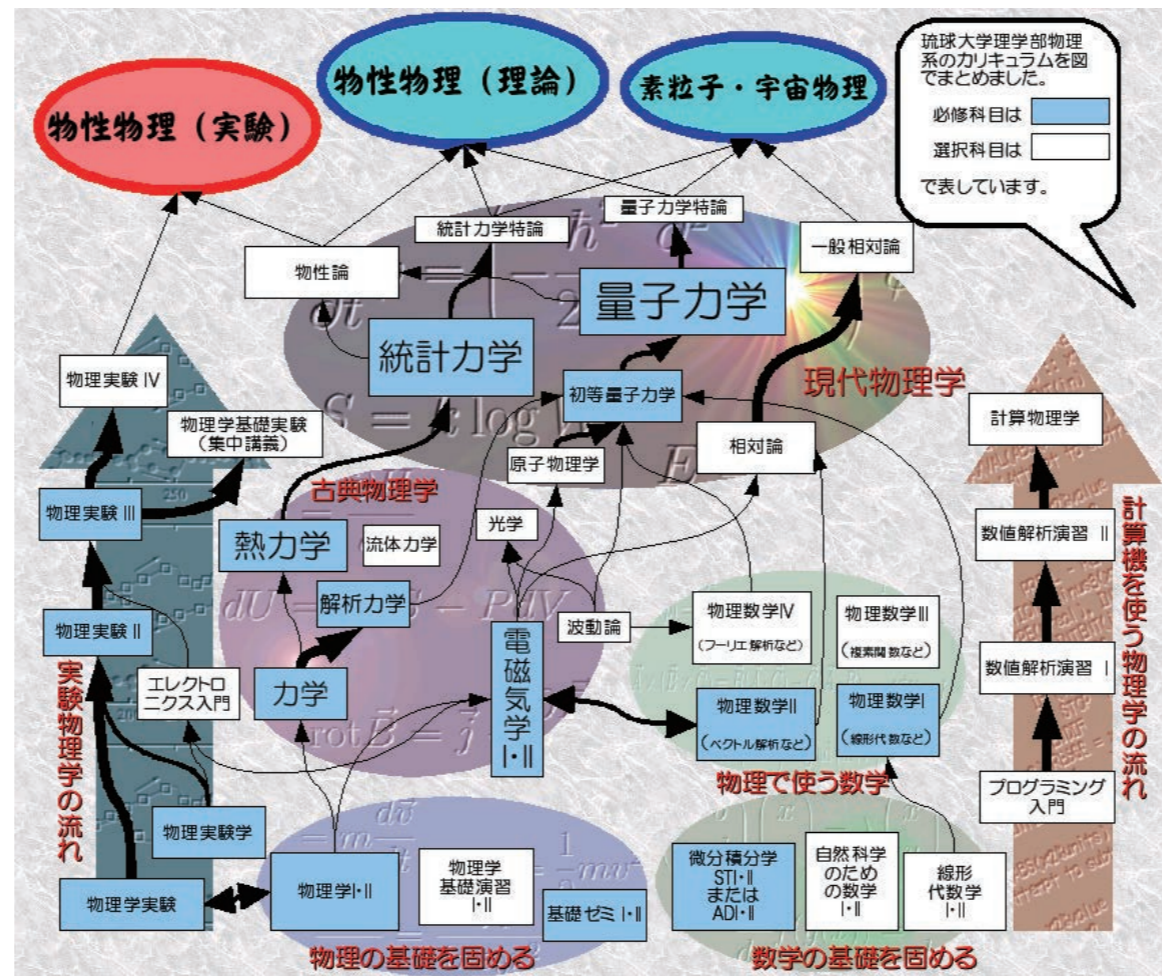 物性物理（実験）
物性物理（理論）
素粒子・宇宙物理
琉球大学理学部物理
系のカリキュラムを図
でまとめました。
必修科目は
選択科目は
で表しています。
量子力学特論
統計力学特論
一般相対論
物性論
量子力学
統計力学
現代物理学
物理実験 IV
初等量子力学
計算物理学
物理学基礎実験
(集中講義)
原子物理学
相対論
古典物理学
物理実験 III
光学
熱力学
流体力学
数値解析演習 II
解析力学
物理実験 II
波動論
物理数学IV
(フーリエ解析など)
物理数学III
(複素関数など)
電磁気学 I・II
数値解析演習 I
エレクトロ
ニクス入門
力学
物理数学II
(ベクトル解析など)
物理数学I
(線形代数など)
物理で使う数学
プログラミング
入門
実験物理学の流れ
計算機を使う物理学の流れ
物理実験学
物理学実験
物理学I・II
物理学
基礎演習
I・II
基礎ゼミ I・II
微分積分学
STI・II
または
ADI・II
自然科学
のための数学
I・II
線形
代数学
I・II
物理の基礎を固める
数学の基礎を固める